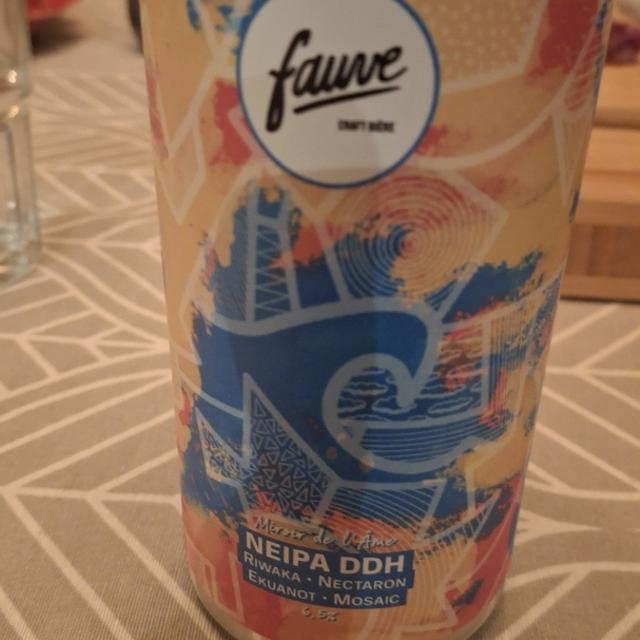 fauve
CRAFT BIÈRE
Miroir de l'Âme
NEIPA DDH
RIWAKA · NECTARON
EKUANOT · MOSAIC
6,5%